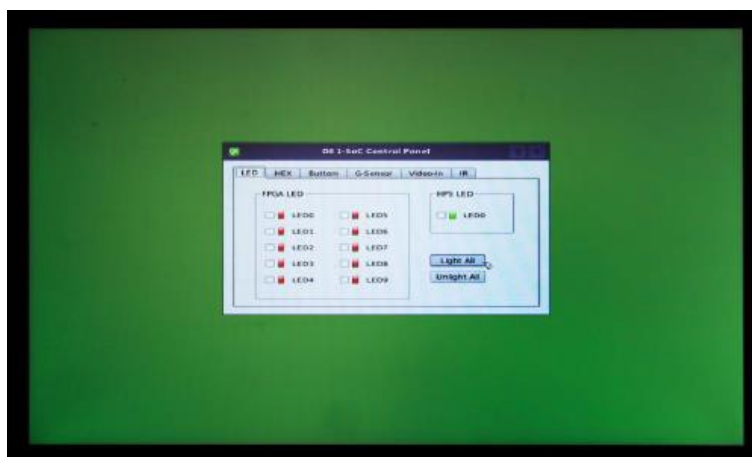 DE1-SoC Control Panel
LED HEX Button G-Sensor Video-In IR
FPGA LED
HPS LED
LED0 LED5 LED0
LED1 LED6
LED2 LED7
LED3 LED8
LED4 LED9
Light All
Unlight All